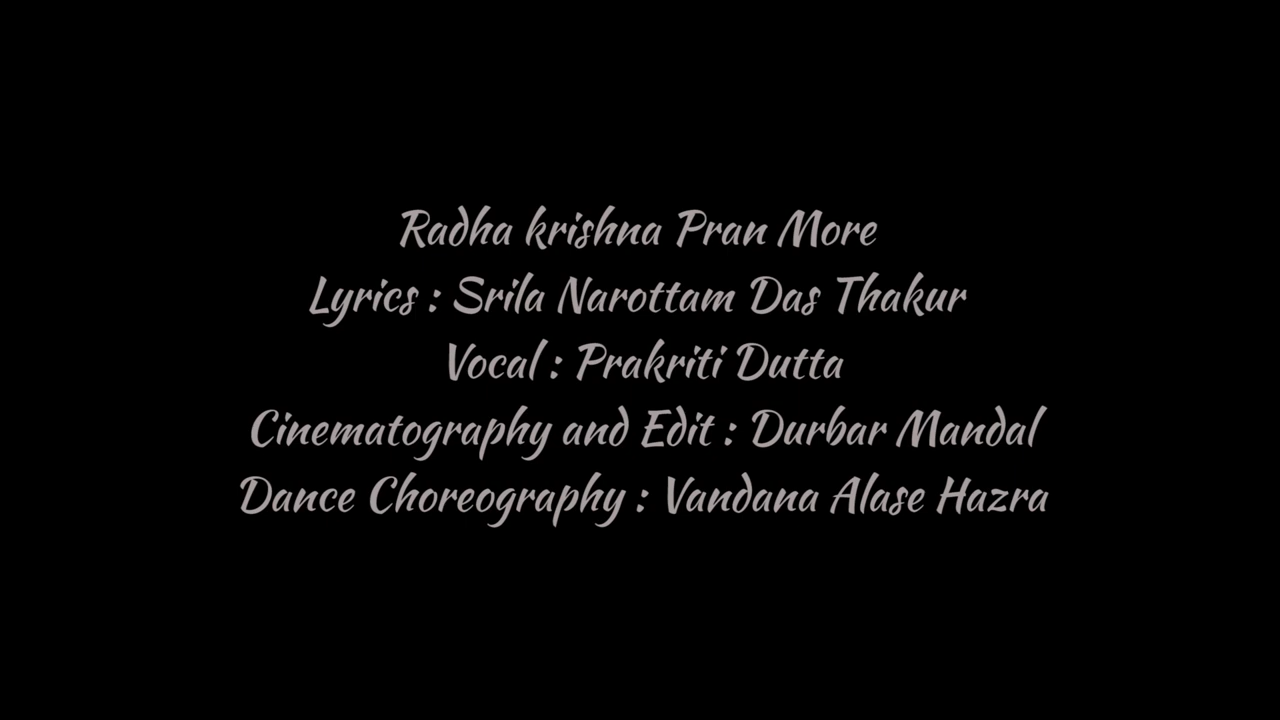 Radha krishna Pran More
Lyrics : Srila Narottam Das Thakur
Vocal : Prakriti Dutta
Cinematography and Edit : Durbar Mandal
Dance Choreography : Vandana Alase Hazra